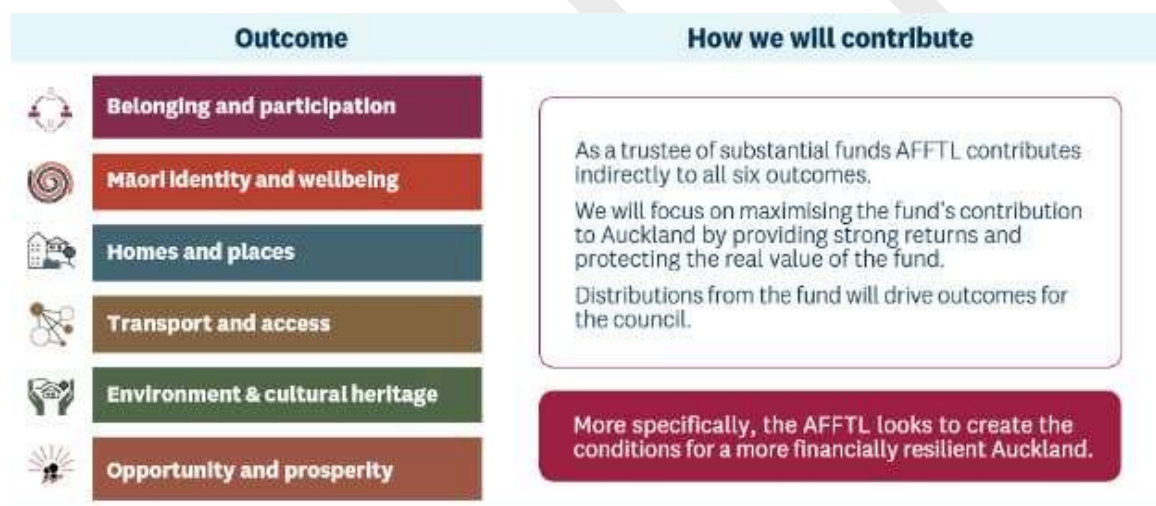 Outcome
How we will contribute
Belonging and participation
Māori identity and wellbeing
Homes and places
Transport and access
Environment & cultural heritage
Opportunity and prosperity
As a trustee of substantial funds AFFTL contributes
indirectly to all six outcomes.
We will focus on maximising the fund's contribution
to Auckland by providing strong returns and
protecting the real value of the fund.
Distributions from the fund will drive outcomes for
the council.
More specifically, the AFFTL looks to create the
conditions for a more financially resilient Auckland.